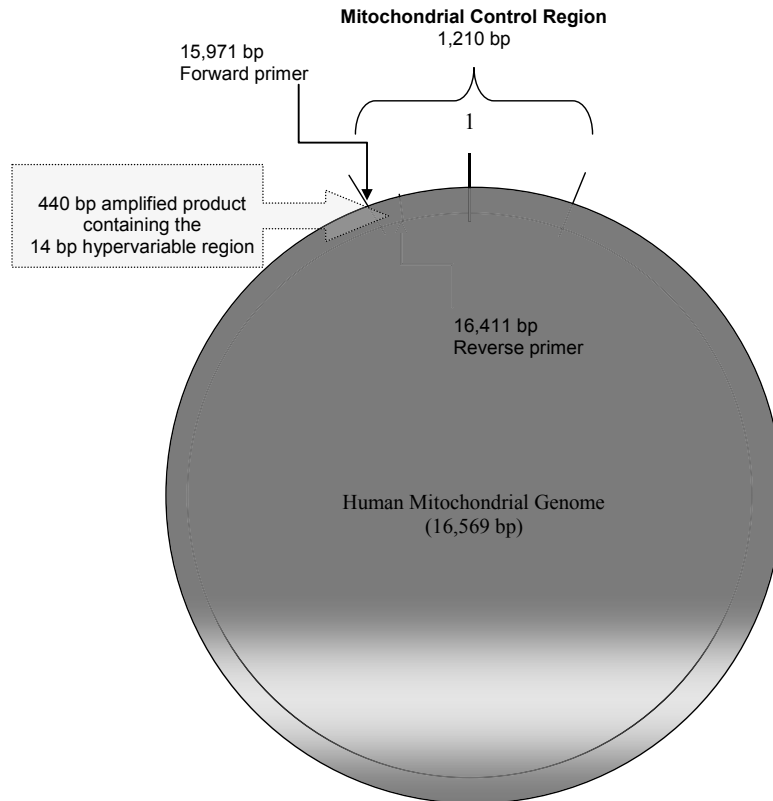 Mitochondrial Control Region
1,210 bp
15,971 bp
Forward primer
1
440 bp amplified product
containing the
14 bp hypervariable region
16,411 bp
Reverse primer
Human Mitochondrial Genome
(16,569 bp)